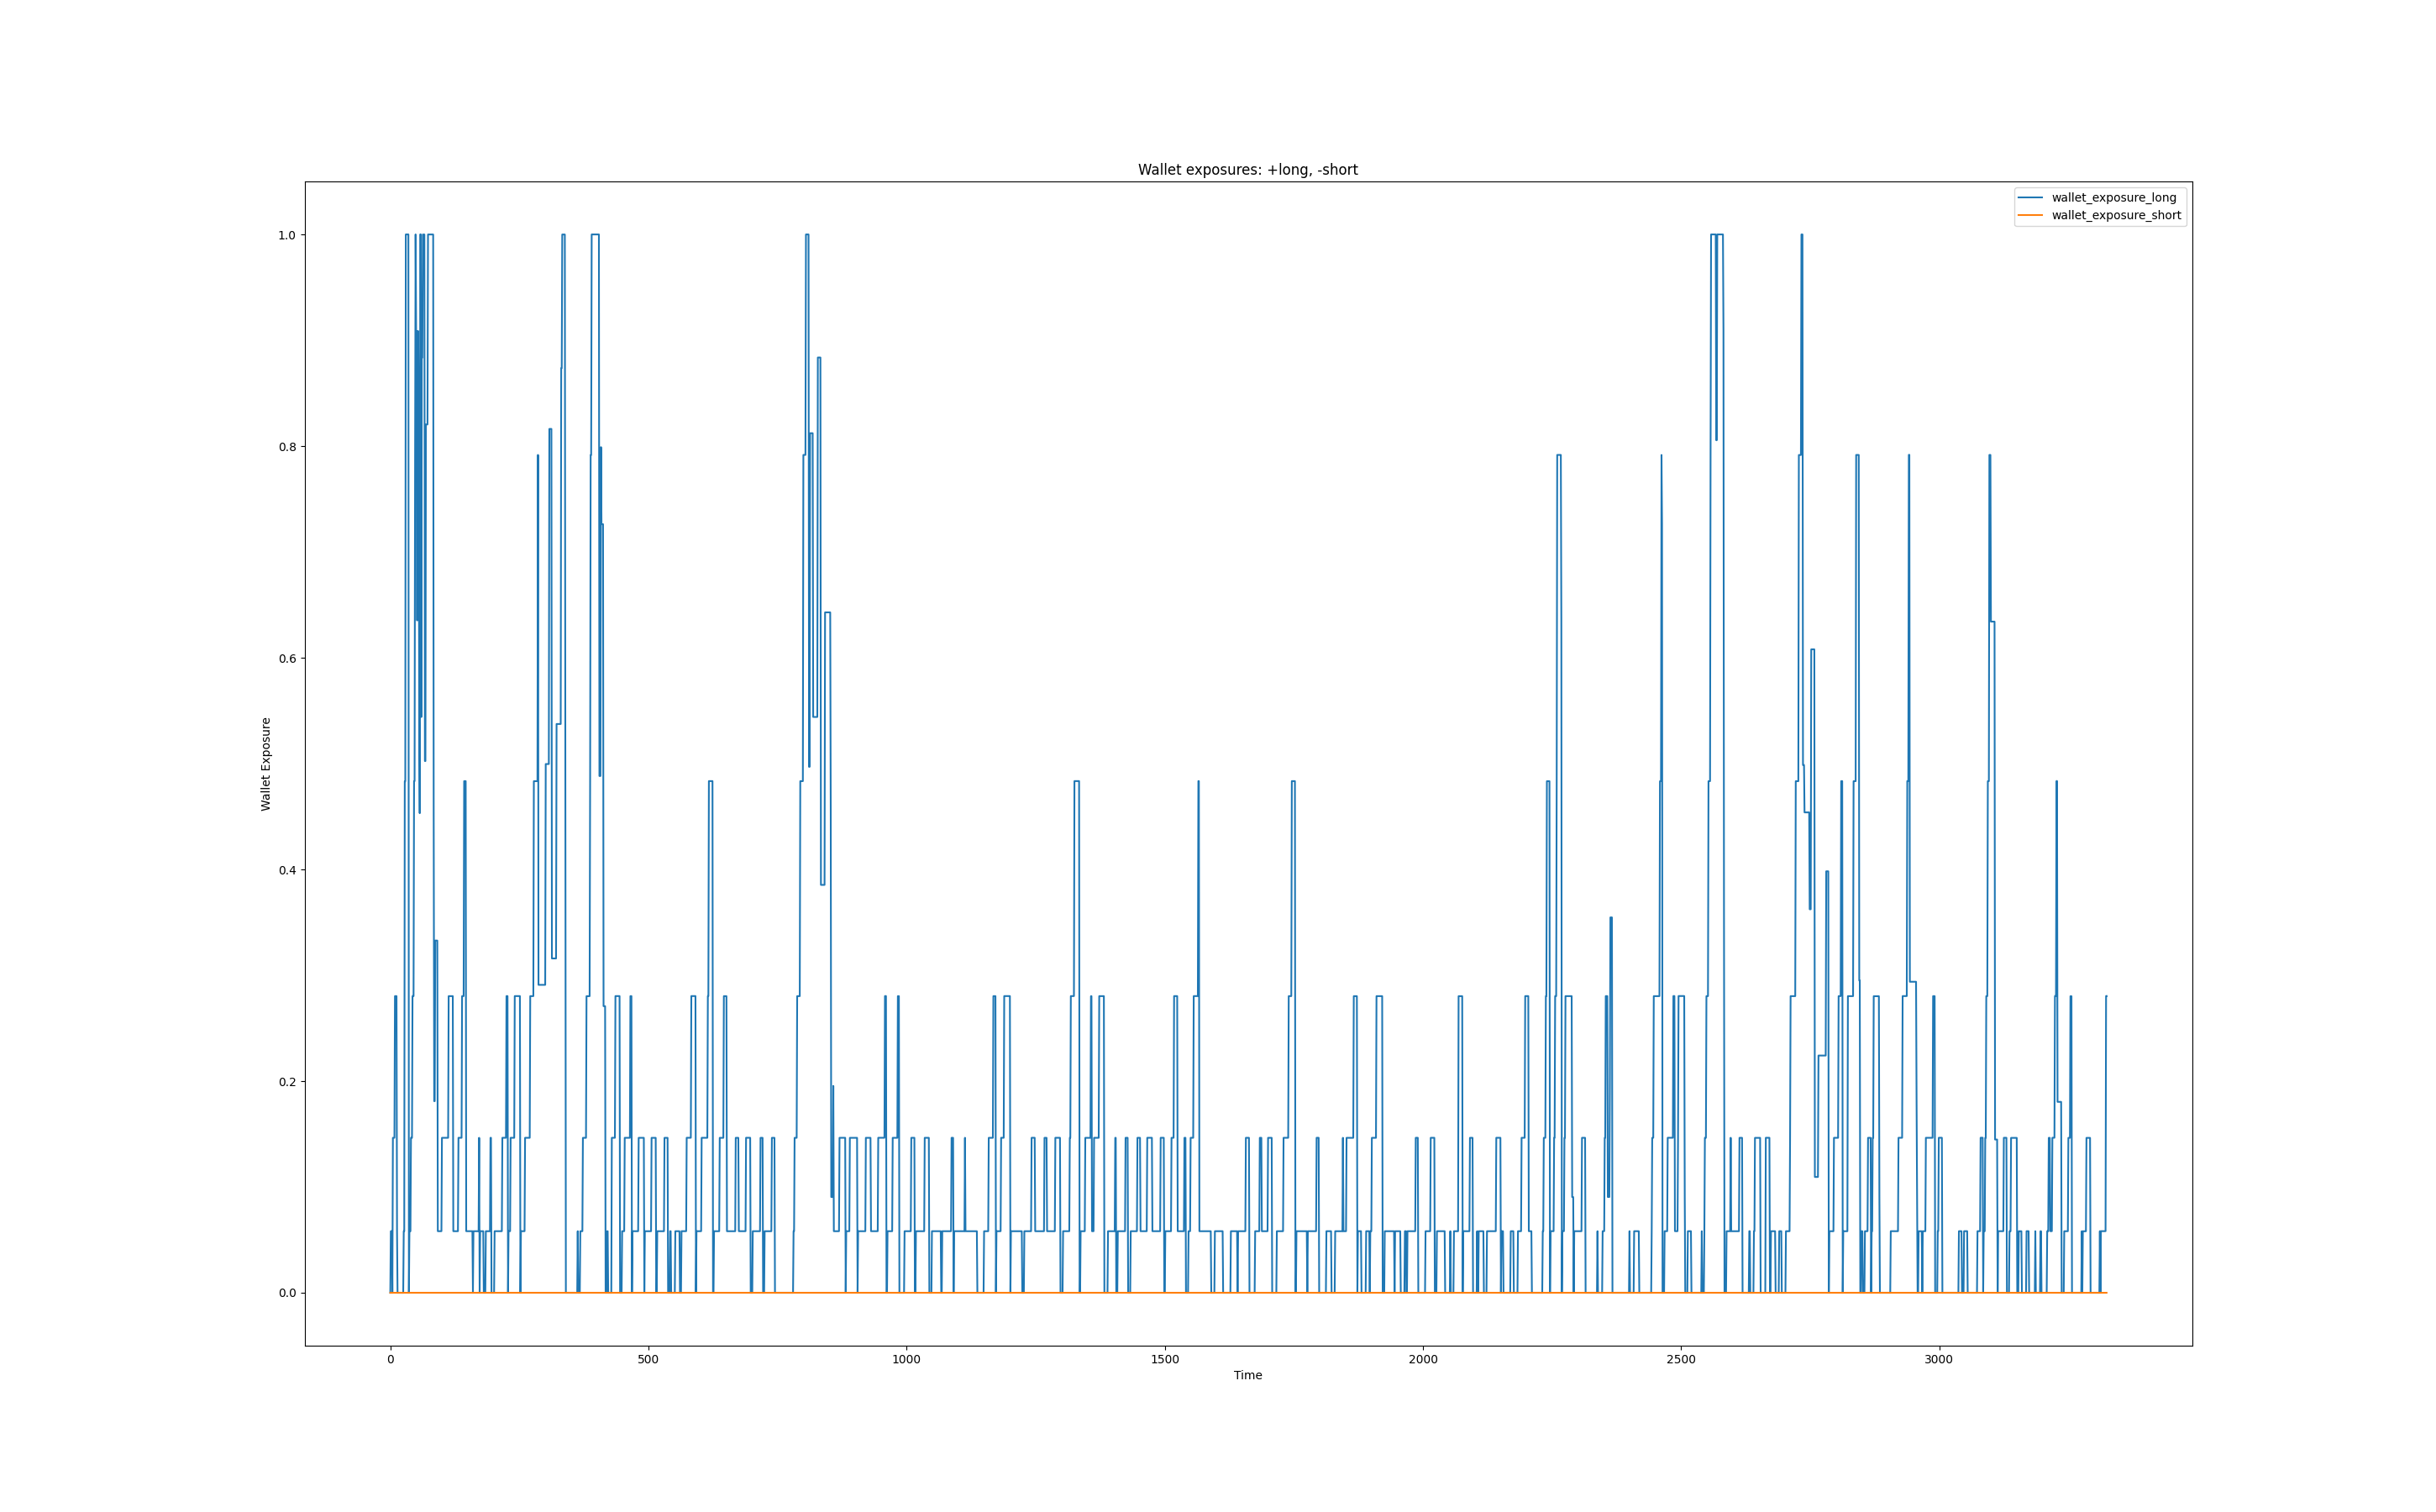 Wallet exposures: +long, -short
wallet_exposure_long
wallet_exposure_short
1.0
0.8
0.6
0.4
0.2
0.0
Wallet Exposure
0 500 1000 1500 2000 2500 3000
Time